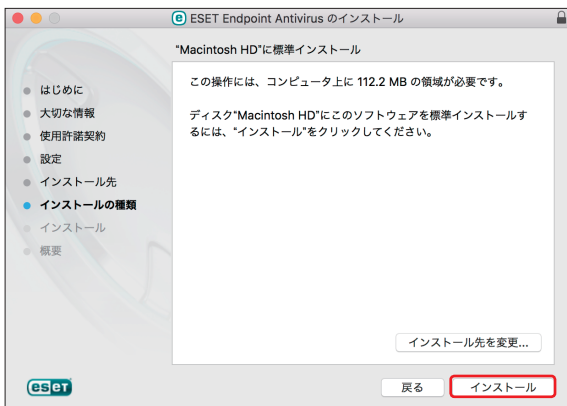 ESET Endpoint Antivirus のインストール
"Macintosh HD"に標準インストール
はじめに
大切な情報
使用許諾契約
設定
インストール先
インストールの種類
インストール
概要
この操作には、コンピュータ上に 112.2 MB の領域が必要です。
ディスク"Macintosh HD"にこのソフトウェアを標準インストールす
るには、"インストール"をクリックしてください。
インストール先を変更...
eseT
戻る
インストール